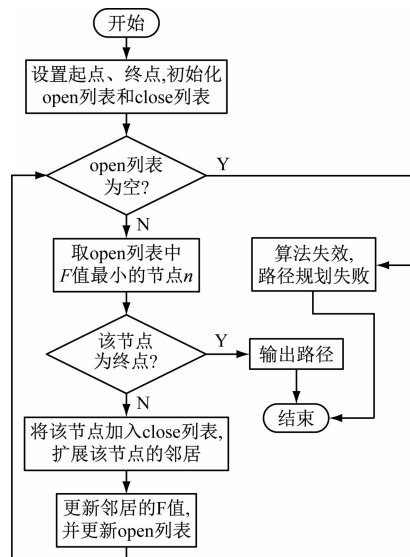 开始
设置起点、终点,初始化
open列表和close列表
open列表
为空?
Y
N
取open列表中
F值最小的节点n
算法失效,
路径规划失败
该节点
为终点?
Y
输出路径
N
结束
将该节点加入close列表,
扩展该节点的邻居
更新邻居的F值,
并更新open列表